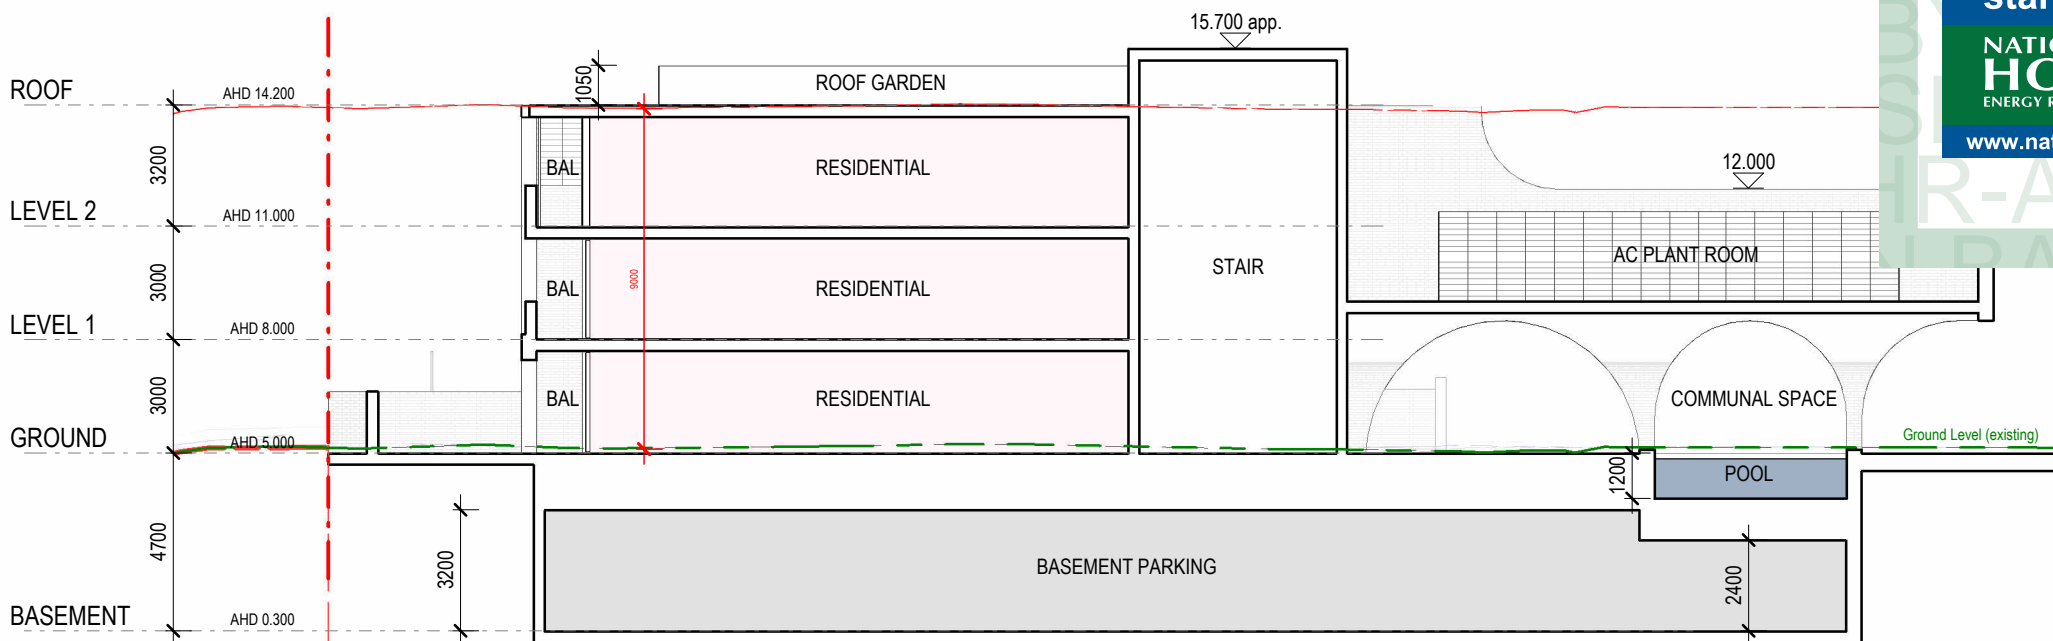 15.700 app.
ROOF
AHD 14.200
1050
ROOF GARDEN
3200
BAL
RESIDENTIAL
12.000
LEVEL 2
AHD 11.000
3000
BAL
9000
RESIDENTIAL
STAIR
AC PLANT ROOM
LEVEL 1
AHD 8.000
3000
BAL
RESIDENTIAL
COMMUNAL SPACE
GROUND
AHD 5.000
Ground Level (existing)
1200
POOL
4700
3200
BASEMENT PARKING
2400
BASEMENT
AHD 0.300
HR-A
ENERGY R
www.nat